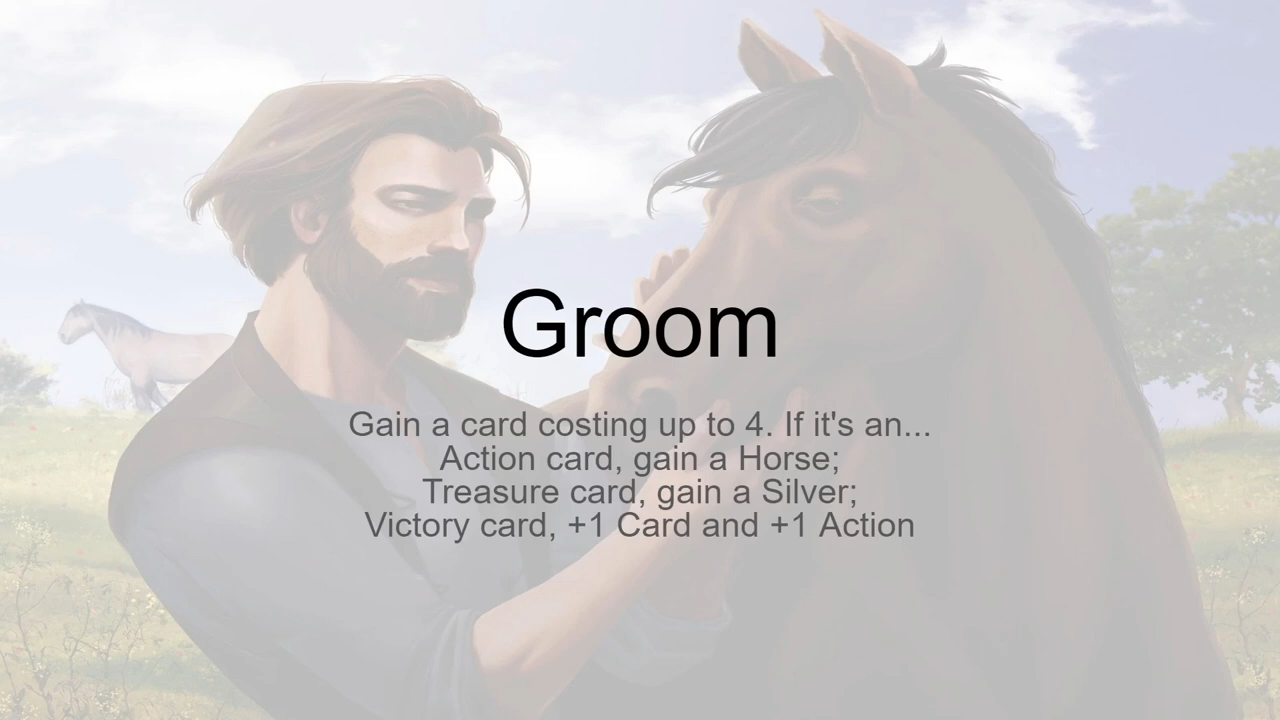 Groom
Gain a card costing up to 4. If it's an...
Action card, gain a Horse;
Treasure card, gain a Silver;
Victory card, +1 Card and +1 Action